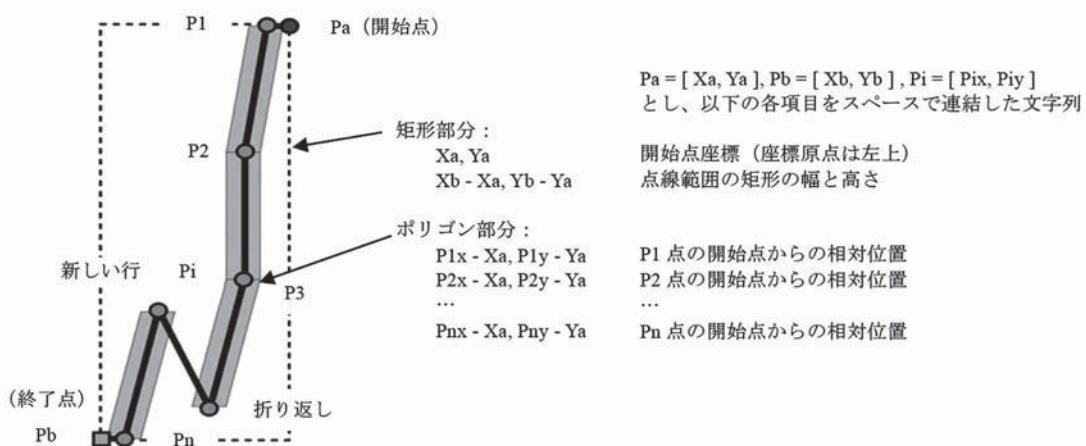 P1
Pa（開始点）
P2
新しい行
Pi
P3
（終了点）
折り返し
Pb
Pn
Pa = [ Xa, Ya ], Pb = [ Xb, Yb ] , Pi = [ Pix, Piy ]
とし、以下の各項目をスペースで連結した文字列
矩形部分：
Xa, Ya　開始点座標（座標原点は左上）
Xb - Xa, Yb - Ya　点線範囲の矩形の幅と高さ
ポリゴン部分：
P1x - Xa, P1y - Ya　P1 点の開始点からの相対位置
P2x - Xa, P2y - Ya　P2 点の開始点からの相対位置
…　…
Pnx - Xa, Pny - Ya　Pn 点の開始点からの相対位置